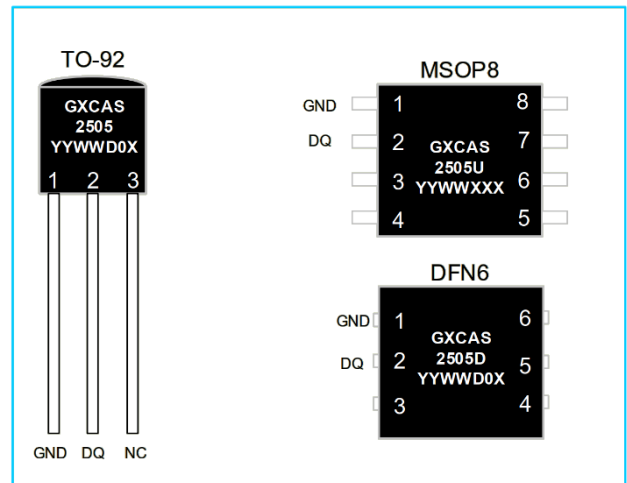 TO-92
GXCAS
2505
YYWWD0X
1 2 3
GND DQ NC
MSOP8
GND 1 8
DQ 2 7
3 6
4 5
GXCAS
2505U
YYWWXXX
DFN6
GND 1 6
DQ 2 5
3 4
GXCAS
2505D
YYWWD0X